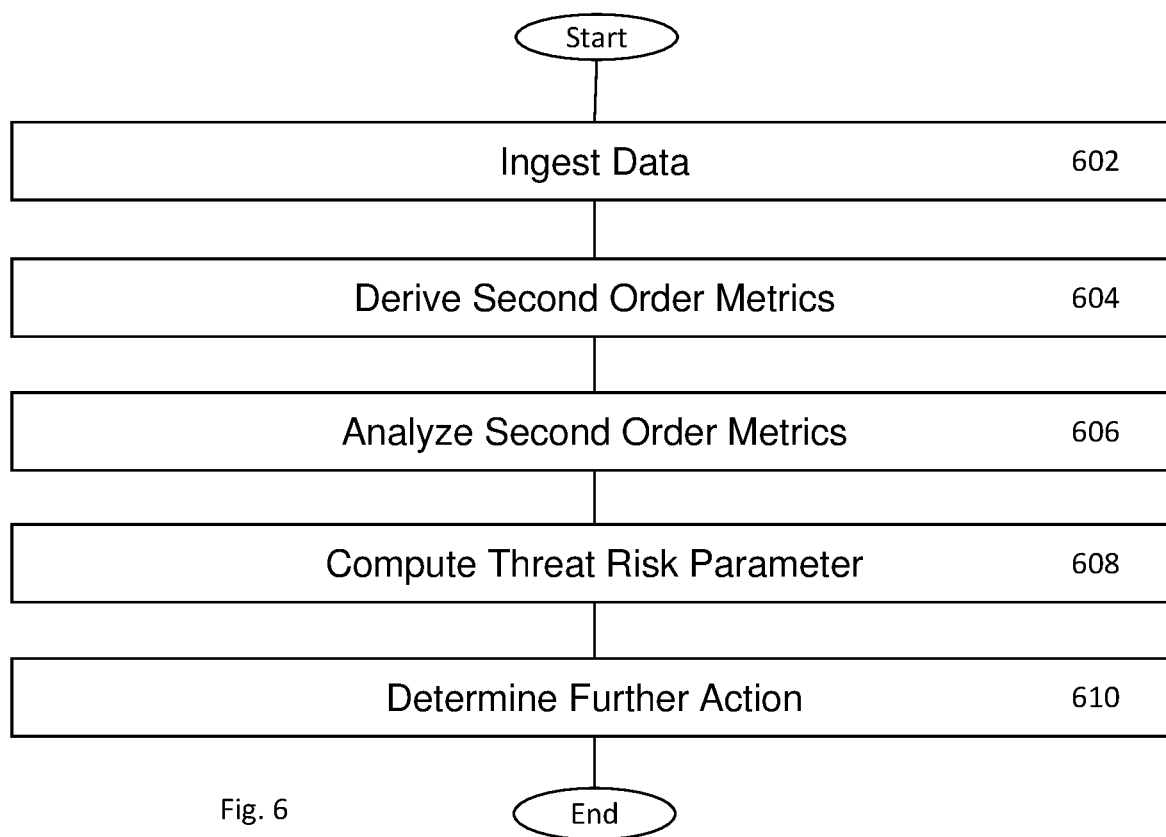 Start
Ingest Data 602
Derive Second Order Metrics 604
Analyze Second Order Metrics 606
Compute Threat Risk Parameter 608
Determine Further Action 610
Fig. 6
End